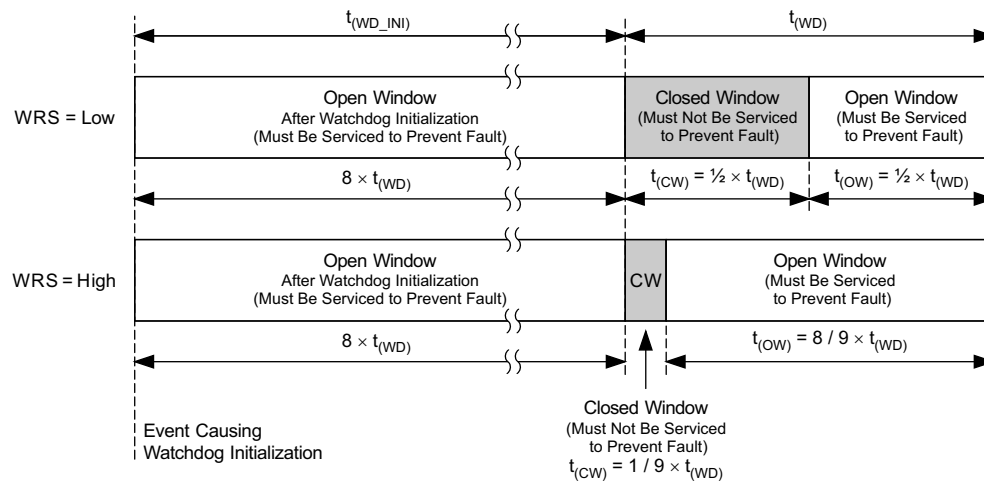 t(WD_INI)
t(WD)
WRS = Low
Open Window
After Watchdog Initialization
(Must Be Serviced to Prevent Fault)
Closed Window
(Must Not Be Serviced
to Prevent Fault)
Open Window
(Must Be Serviced
to Prevent Fault)
8 × t(WD)
t(CW) = ½ × t(WD)
t(OW) = ½ × t(WD)
WRS = High
Open Window
After Watchdog Initialization
(Must Be Serviced to Prevent Fault)
CW
Open Window
(Must Be Serviced
to Prevent Fault)
8 × t(WD)
t(OW) = 8 / 9 × t(WD)
Event Causing
Watchdog Initialization
Closed Window
(Must Not Be Serviced
to Prevent Fault)
t(CW) = 1 / 9 × t(WD)